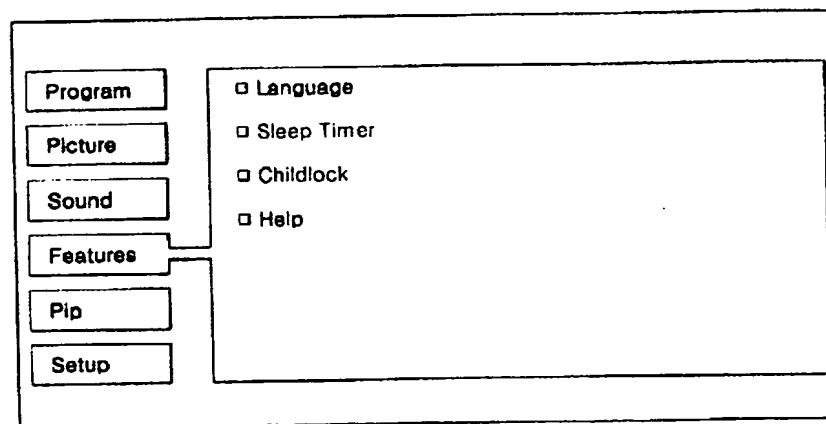 Program
Picture
Sound
Features
Pip
Setup
Language
Sleep Timer
Childlock
Help